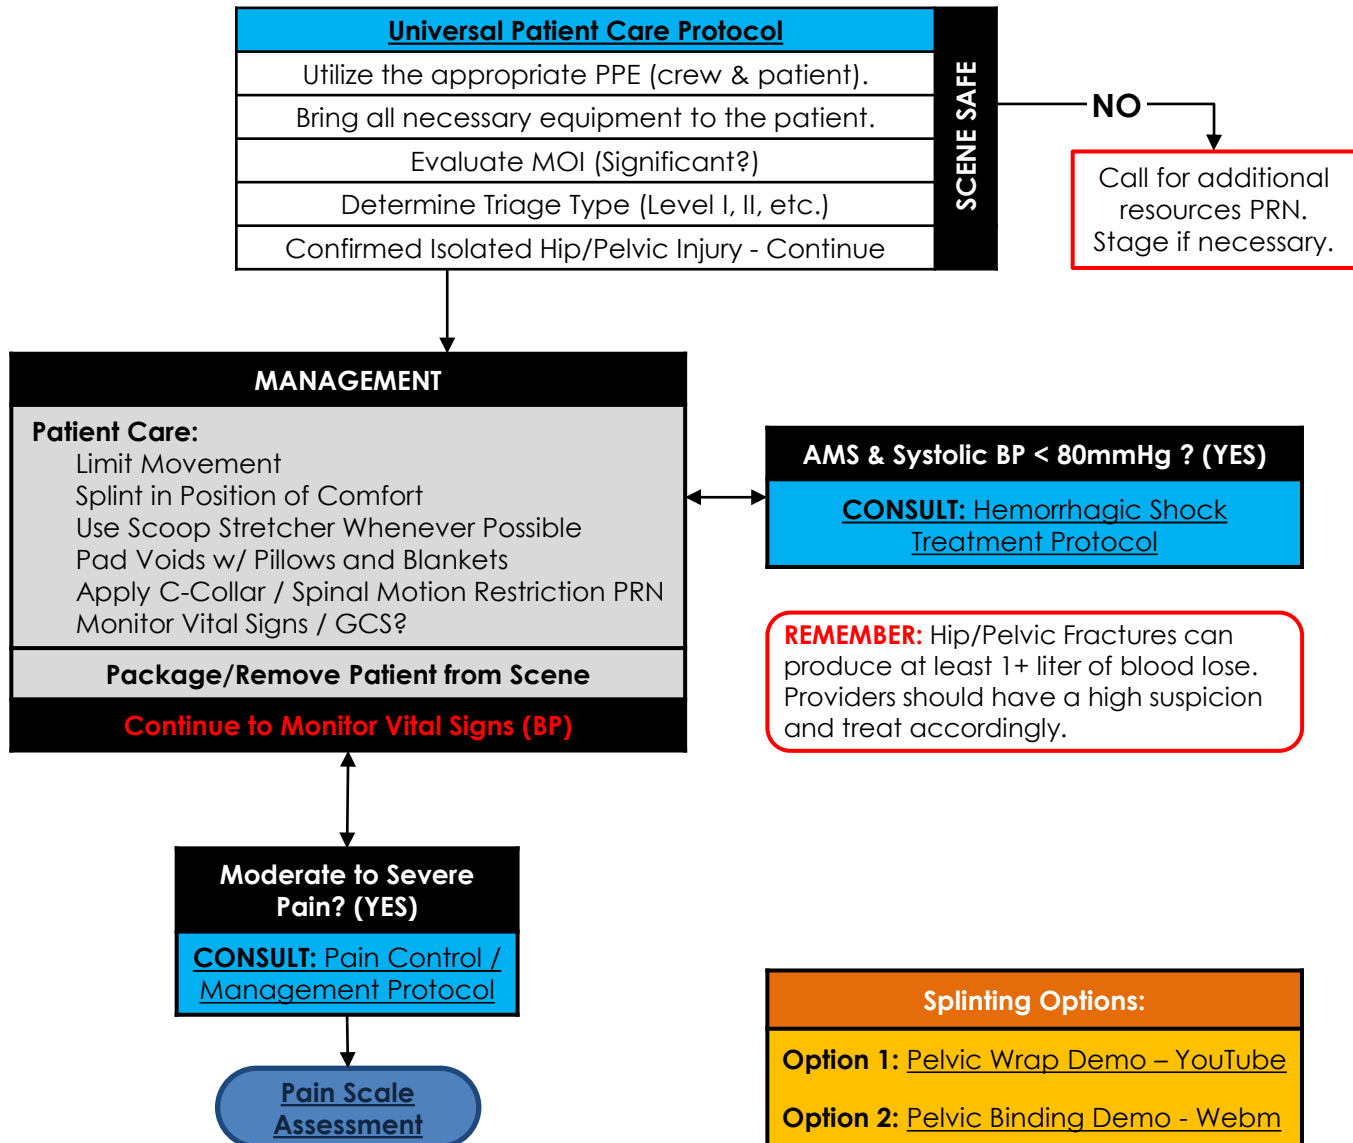 Universal Patient Care Protocol
Utilize the appropriate PPE (crew & patient).
Bring all necessary equipment to the patient.
Evaluate MOI (Significant?)
Determine Triage Type (Level I, II, etc.)
Confirmed Isolated Hip/Pelvic Injury - Continue
SCENE SAFE
NO
Call for additional
resources PRN.
Stage if necessary.
MANAGEMENT
Patient Care:
Limit Movement
Splint in Position of Comfort
Use Scoop Stretcher Whenever Possible
Pad Voids w/ Pillows and Blankets
Apply C-Collar / Spinal Motion Restriction PRN
Monitor Vital Signs / GCS?
Package/Remove Patient from Scene
Continue to Monitor Vital Signs (BP)
AMS & Systolic BP < 80mmHg ? (YES)
CONSULT: Hemorrhagic Shock
Treatment Protocol
REMEMBER: Hip/Pelvic Fractures can
produce at least 1+ liter of blood lose.
Providers should have a high suspicion
and treat accordingly.
Moderate to Severe
Pain? (YES)
CONSULT: Pain Control /
Management Protocol
Pain Scale
Assessment
Splinting Options:
Option 1: Pelvic Wrap Demo – YouTube
Option 2: Pelvic Binding Demo - Webm